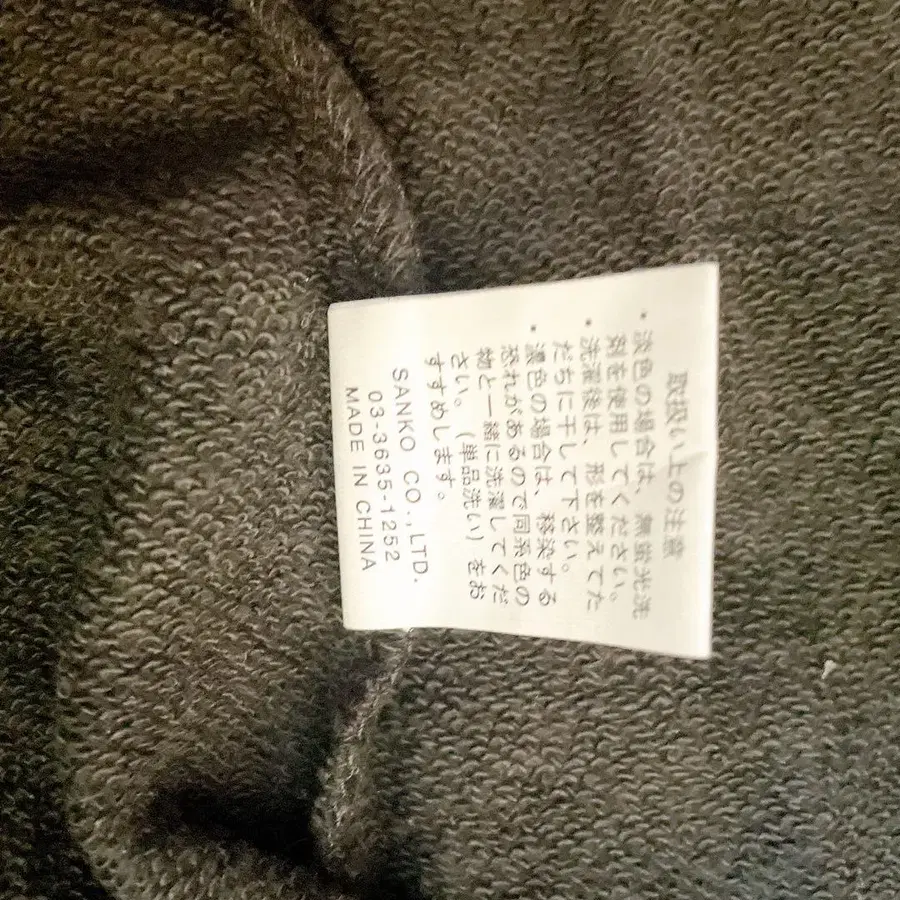 取扱い上の注意
・淡色の場合は、無蛍光洗
剤を使用してください。
・洗濯後は、形を整えてた
だちに干して下さい。
・濃色の場合は、移染する
恐れがあるので同系色の
物と一緒に洗濯してくだ
さい。(単品洗い)をお
すすめします。
SANKO CO.,LTD.
03-3635-1252
MADE IN CHINA